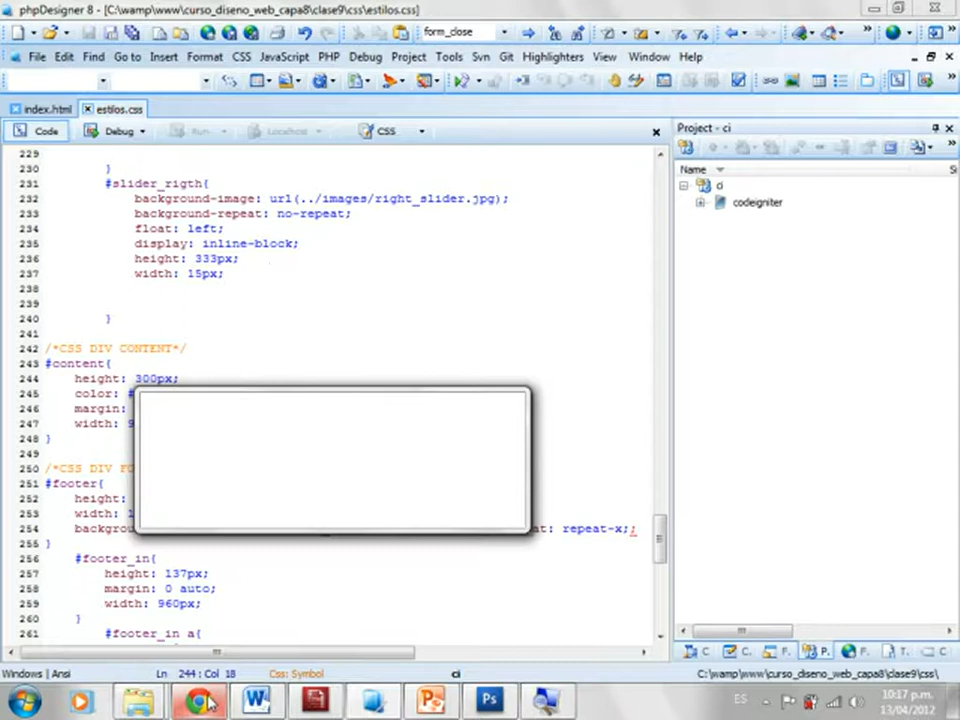 phpDesigner 8 - [C:\wamp\www\curso_diseno_web_capa8\clase9\css\estilos.css]
form_close
File Edit Find Go to Insert Format CSS JavaScript PHP Debug Project Tools Svn Git Highlighters View Window Help
index.html estilos.css
Code Debug Run Localhost CSS
Project - ci
Name S
ci
codeigniter
229
230 }
231 #slider_rigth{
232 background-image: url(../images/right_slider.jpg);
233 background-repeat: no-repeat;
234 float: left;
235 display: inline-block;
236 height: 333px;
237 width: 15px;
238
239
240 }
241
242 /*CSS DIV CONTENT*/
243 #content{
244 height: 300px;
245 color: #
246 margin:
247 width: 9
248 }
249
250 /*CSS DIV FO
251 #footer{
252 height:
253 width: 1
254 backgrou t: repeat-x;;
255 }
256 #footer_in{
257 height: 137px;
258 margin: 0 auto;
259 width: 960px;
260 }
261 #footer_in a{
C C. F. P. F. T. C
Windows | Ansi Ln 244 : Col 18 Css: Symbol ci C:\wamp\www\curso_diseno_web_capa8\clase9\css\
ES 10:17 p.m.
13/04/2012